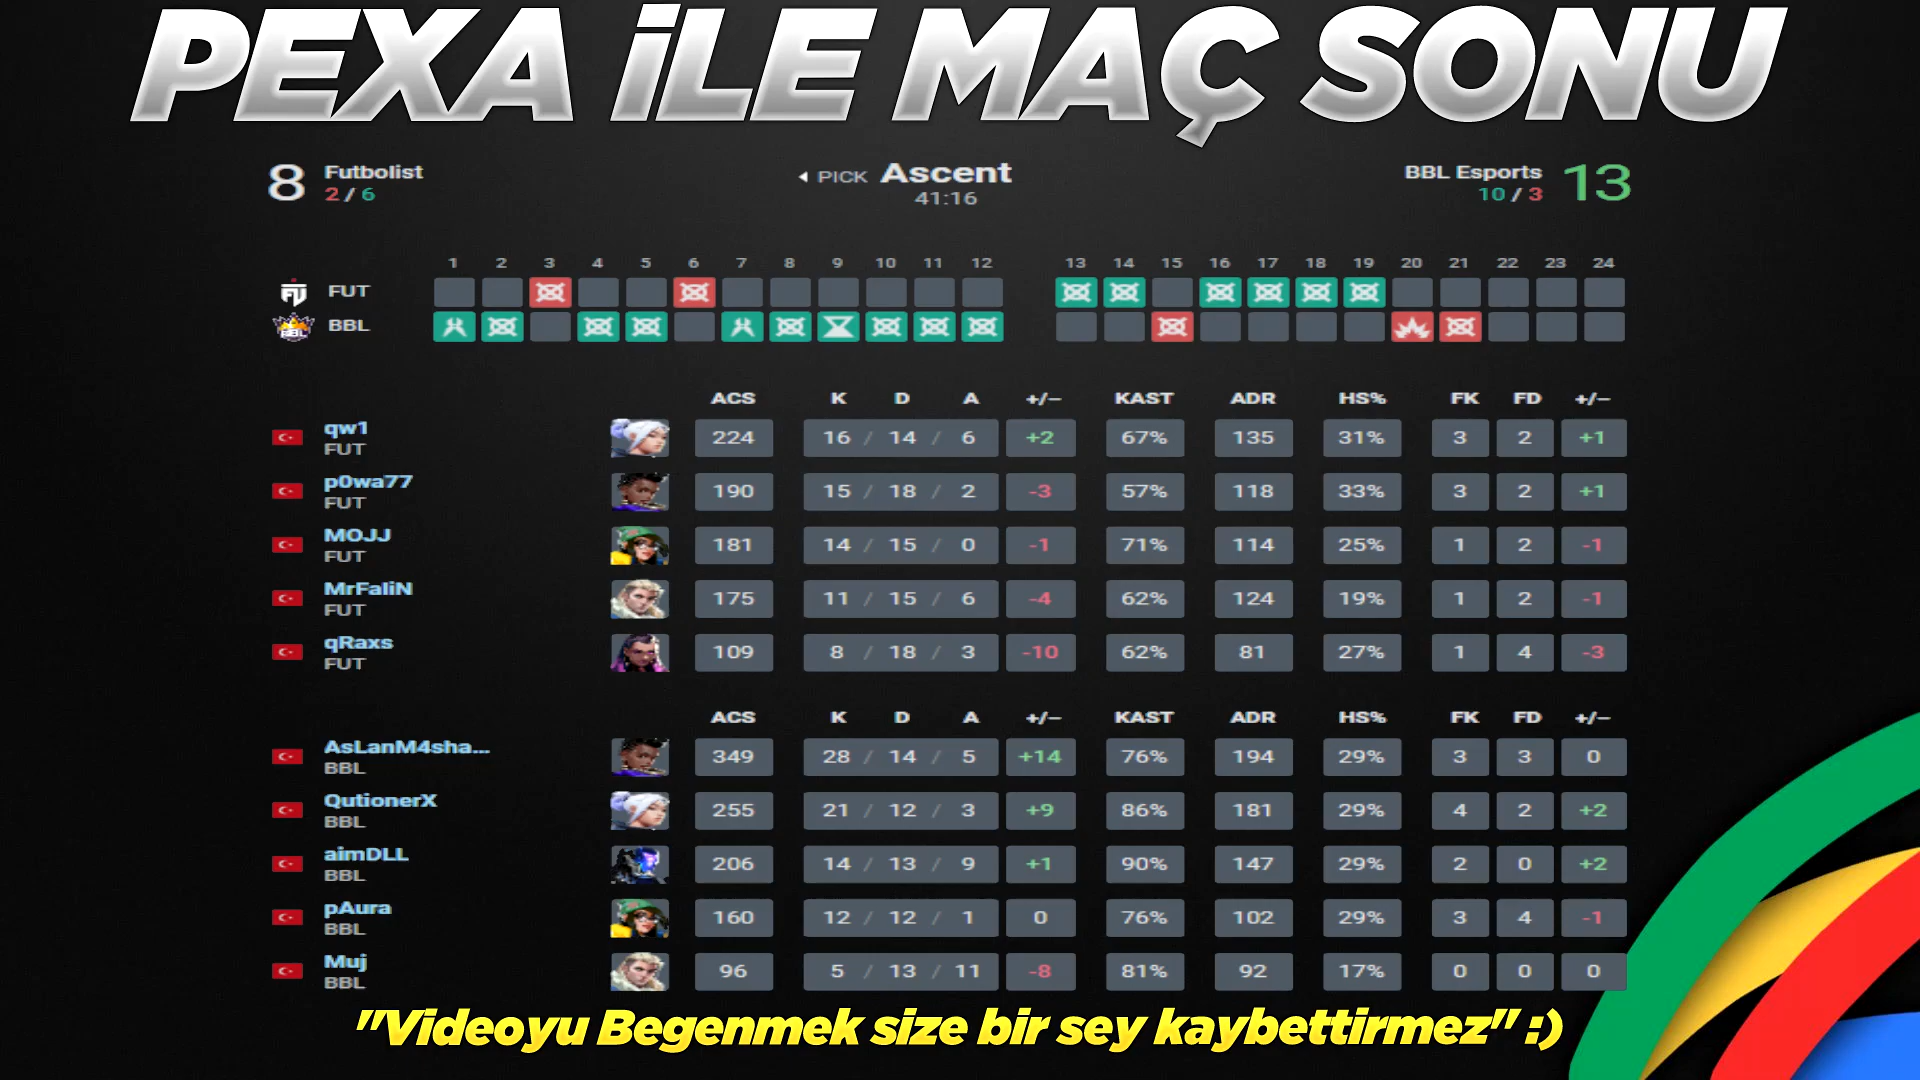 PEXA iLE MAÇ SONU
8 Futbolist 2 / 6 PICK Ascent 41:16 BBL Esports 10 / 3 13
1 2 3 4 5 6 7 8 9 10 11 12 13 14 15 16 17 18 19 20 21 22 23 24
FUT
BBL
ACS K D A +/− KAST ADR HS% FK FD +/−
qw1 FUT 224 16 / 14 / 6 +2 67% 135 31% 3 2 +1
p0wa77 FUT 190 15 / 18 / 2 -3 57% 118 33% 3 2 +1
MOJJ FUT 181 14 / 15 / 0 -1 71% 114 25% 1 2 -1
MrFaliN FUT 175 11 / 15 / 6 -4 62% 124 19% 1 2 -1
qRaxs FUT 109 8 / 18 / 3 -10 62% 81 27% 1 4 -3
ACS K D A +/− KAST ADR HS% FK FD +/−
AsLanM4sha... BBL 349 28 / 14 / 5 +14 76% 194 29% 3 3 0
QutionerX BBL 255 21 / 12 / 3 +9 86% 181 29% 4 2 +2
aimDLL BBL 206 14 / 13 / 9 +1 90% 147 29% 2 0 +2
pAura BBL 160 12 / 12 / 1 0 76% 102 29% 3 4 -1
Muj BBL 96 5 / 13 / 11 -8 81% 92 17% 0 0 0
"Videoyu Begenmek size bir sey kaybettirmez" :)